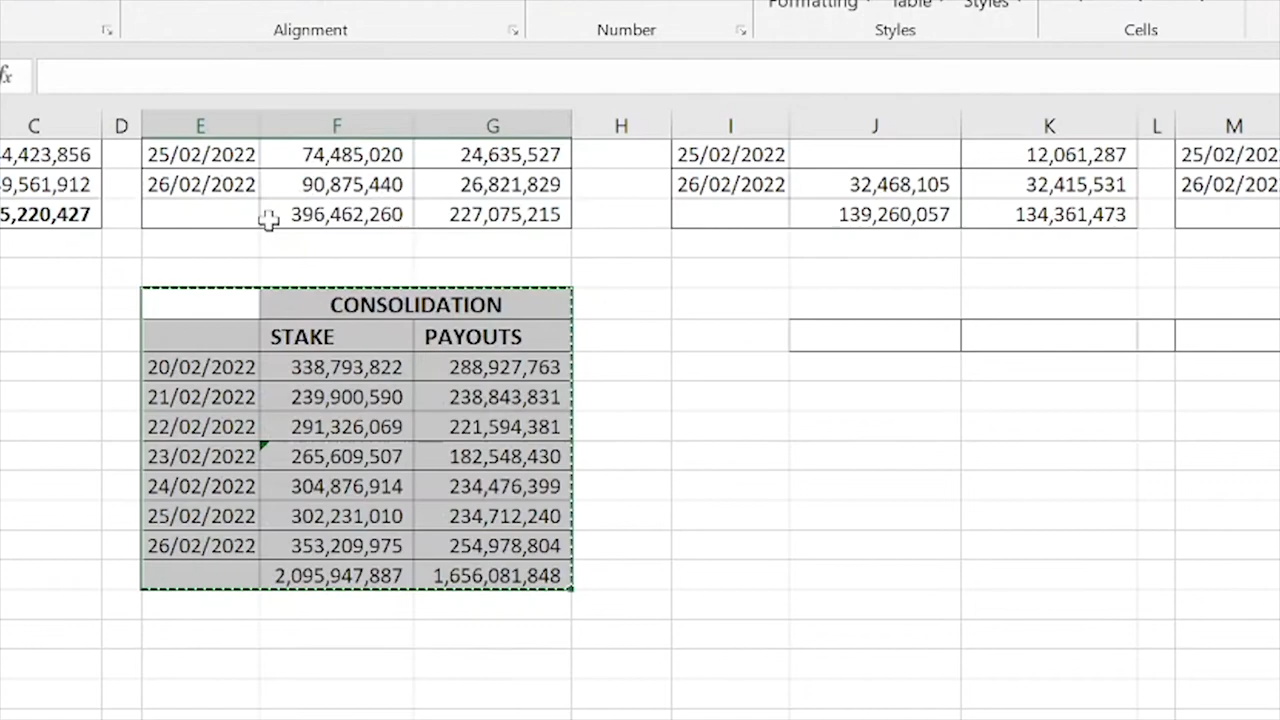 Formatting Table Styles
Alignment Number Styles Cells
fx
C D E F G H I J K L M
4,423,856 25/02/2022 74,485,020 24,635,527 25/02/2022 12,061,287 25/02/202
9,561,912 26/02/2022 90,875,440 26,821,829 26/02/2022 32,468,105 32,415,531 26/02/202
5,220,427 396,462,260 227,075,215 139,260,057 134,361,473
CONSOLIDATION
STAKE PAYOUTS
20/02/2022 338,793,822 288,927,763
21/02/2022 239,900,590 238,843,831
22/02/2022 291,326,069 221,594,381
23/02/2022 265,609,507 182,548,430
24/02/2022 304,876,914 234,476,399
25/02/2022 302,231,010 234,712,240
26/02/2022 353,209,975 254,978,804
2,095,947,887 1,656,081,848